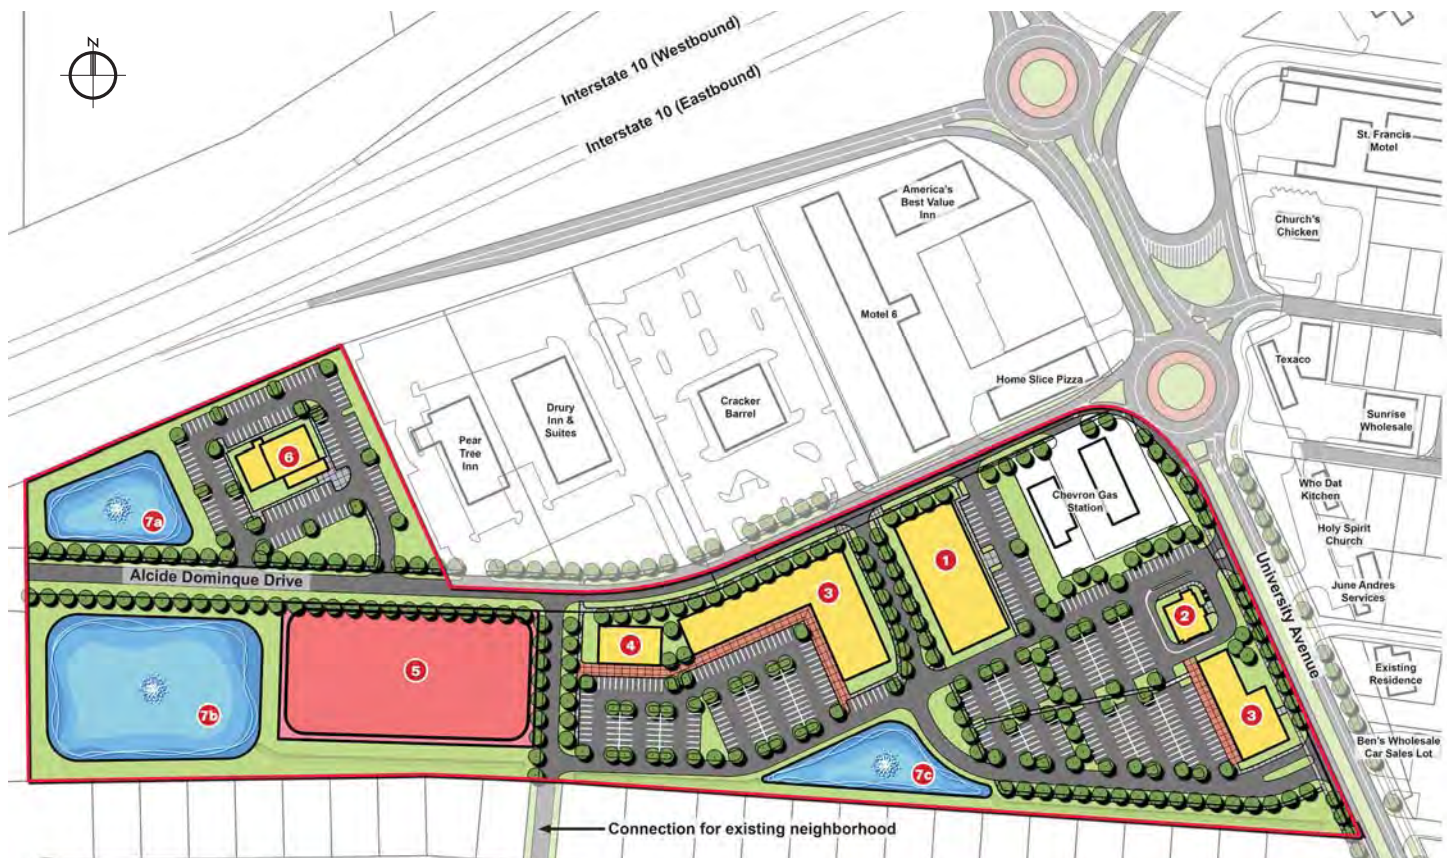 N
Interstate 10 (Westbound)
Interstate 10 (Eastbound)
St. Francis
Motel
America's
Best Value
Inn
Church's
Chicken
Motel 6
Texaco
Home Slice Pizza
Cracker
Barrel
Drury
Inn &
Suites
Sunrise
Wholesale
Pear
Tree
Inn
6
Who Dat
Kitchen
Chevron Gas
Station
7a
Holy Spirit
Church
1
Alcide Dominque Drive
June Andres
Services
3
2
University Avenue
4
5
Existing
Residence
7b
3
Ben's Wholesale
Car Sales Lot
7c
Connection for existing neighborhood